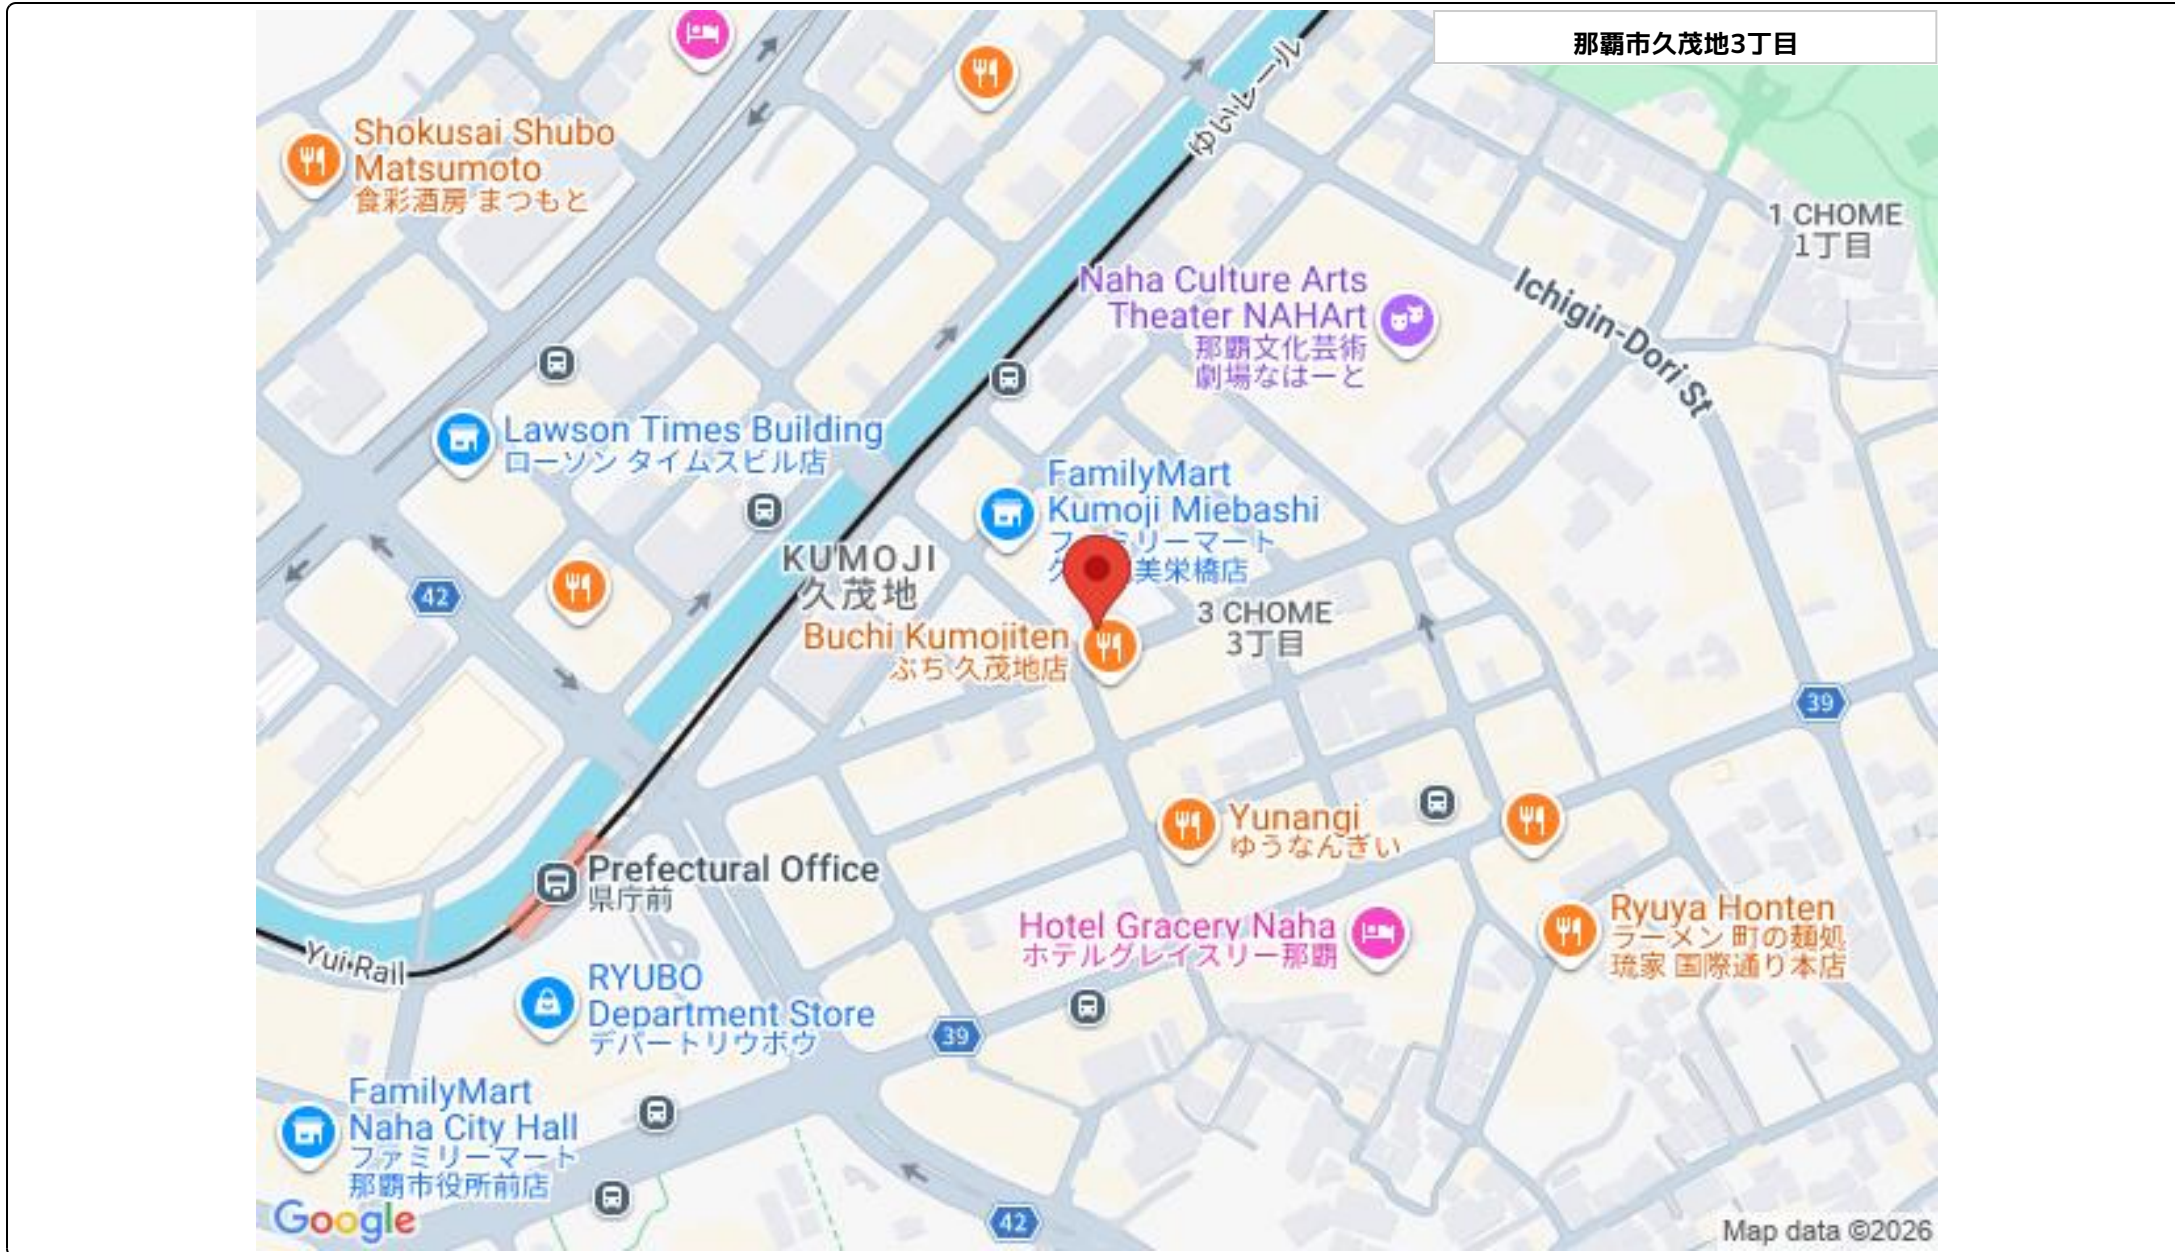 那覇市久茂地3丁目
ゆいレール
Shokusai Shubo
Matsumoto
食彩酒房 まつもと
1 CHOME
1丁目
Naha Culture Arts
Theater NAHArt
那覇文化芸術
劇場なはーと
Ichigin-Dori St
Lawson Times Building
ローソン タイムスビル店
FamilyMart
Kumoji Miebashi
ファミリーマート
美栄橋店
KUMOJI
久茂地
42
3 CHOME
3丁目
Buchi Kumojiten
ぶち 久茂地店
39
Yunangi
ゆうなんぎい
Prefectural Office
県庁前
Hotel Gracery Naha
ホテルグレイスリー那覇
Ryuya Honten
ラーメン 町の麺処
琉家 国際通り本店
Yui Rail
RYUBO
Department Store
デパートリウボウ
39
FamilyMart
Naha City Hall
ファミリーマート
那覇市役所前店
42
Google
Map data ©2026